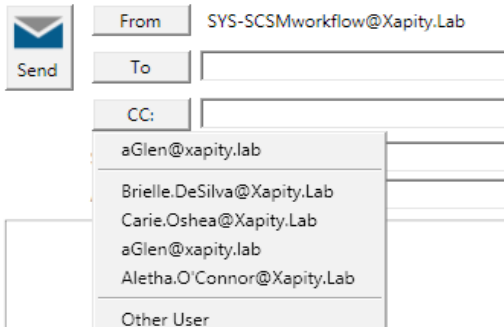 From SYS-SCSMworkflow@Xapity.Lab
Send To
CC:
aGlen@xapity.lab
Brielle.DeSilva@Xapity.Lab
Carie.Oshea@Xapity.Lab
aGlen@xapity.lab
Aletha.O'Connor@Xapity.Lab
Other User